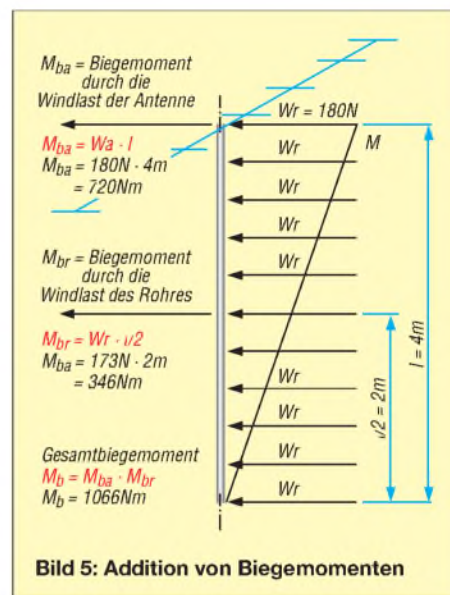 M_ba = Biegemoment
durch die
Windlast der Antenne
M_ba = Wa · l
M_ba = 180N · 4m
= 720Nm
M_br = Biegemoment
durch die
Windlast des Rohres
M_br = Wr · l/2
M_ba = 173N · 2m
= 346Nm
Gesamtbiegemoment
M_b = M_ba · M_br
M_b = 1066Nm
Wr = 180N
M
Wr
Wr
Wr
Wr
Wr
Wr
Wr
Wr
Wr
l/2 = 2m
l = 4m
Bild 5: Addition von Biegemomenten